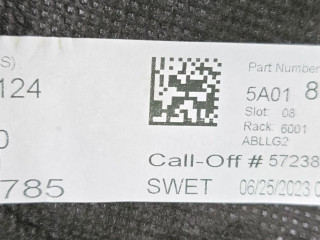 S)
124
0
785
Part Number
5A01 8
Slot: 08
Rack: 6001
ABLLG2
Call-Off # 57238
SWET 06/25/2023 0